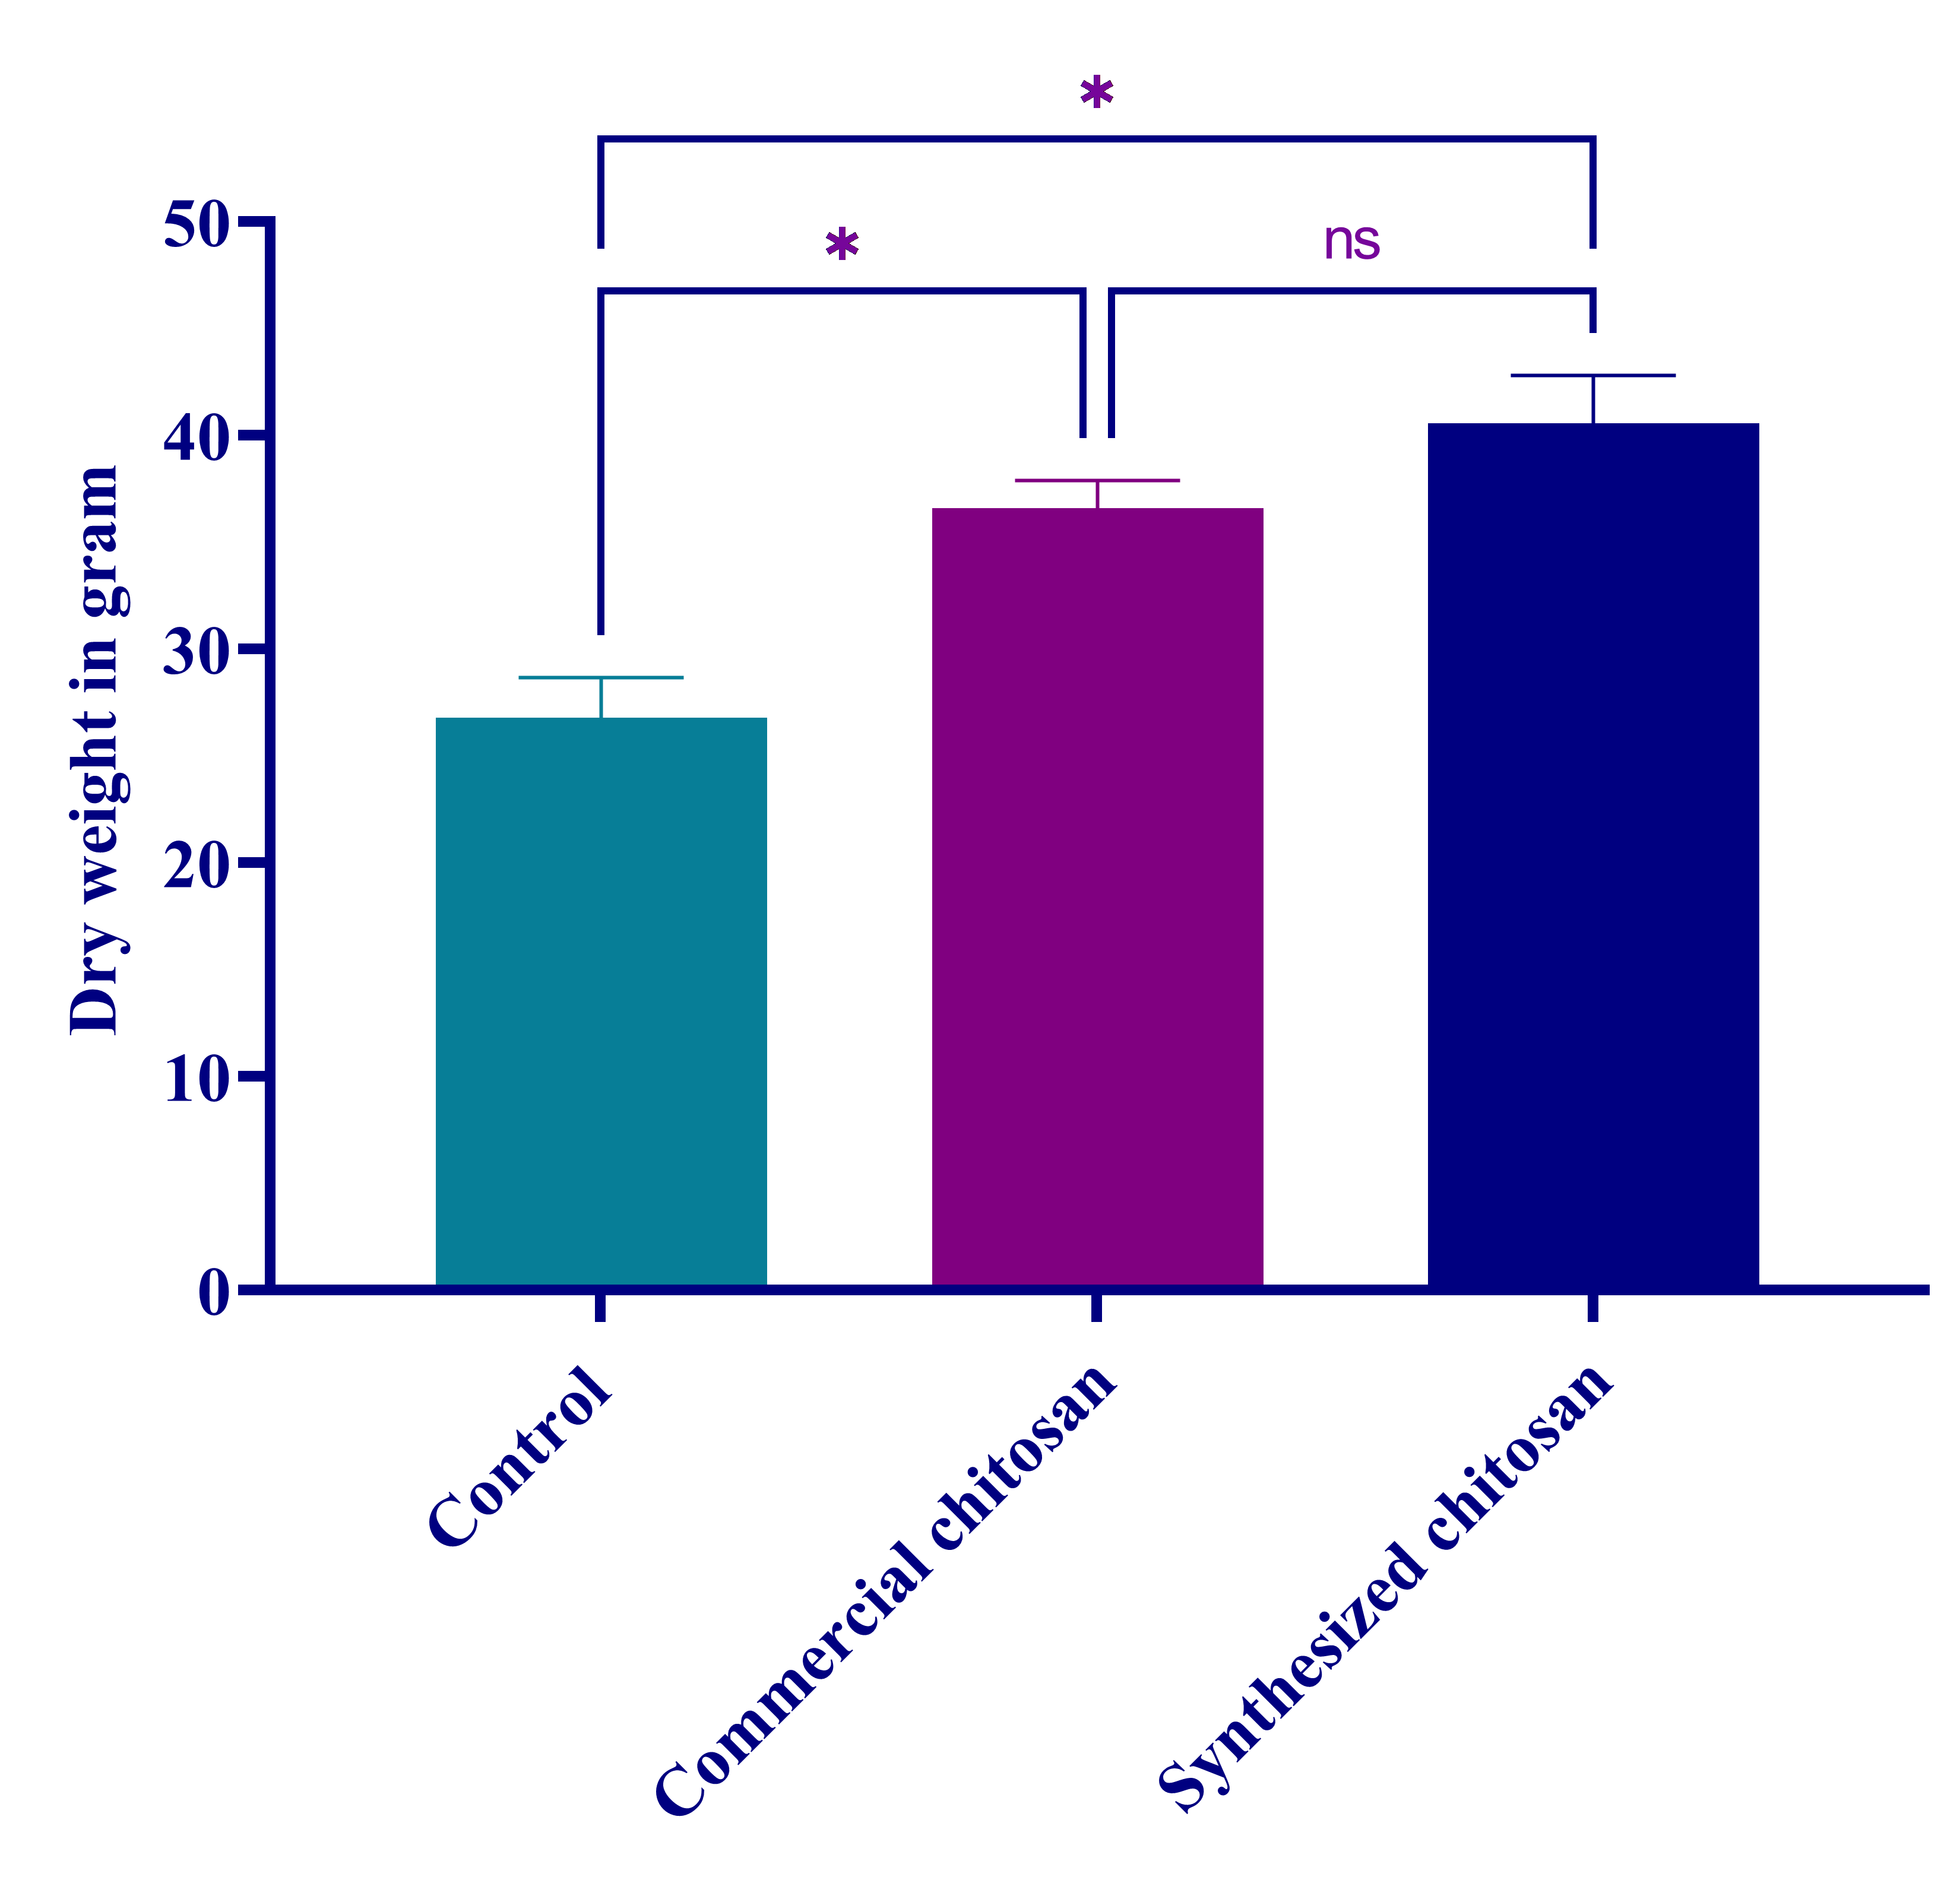 *
* ns
50
40
30
20
10
0
Dry weight in gram
Control
Commercial chitosan
Synthesized chitosan